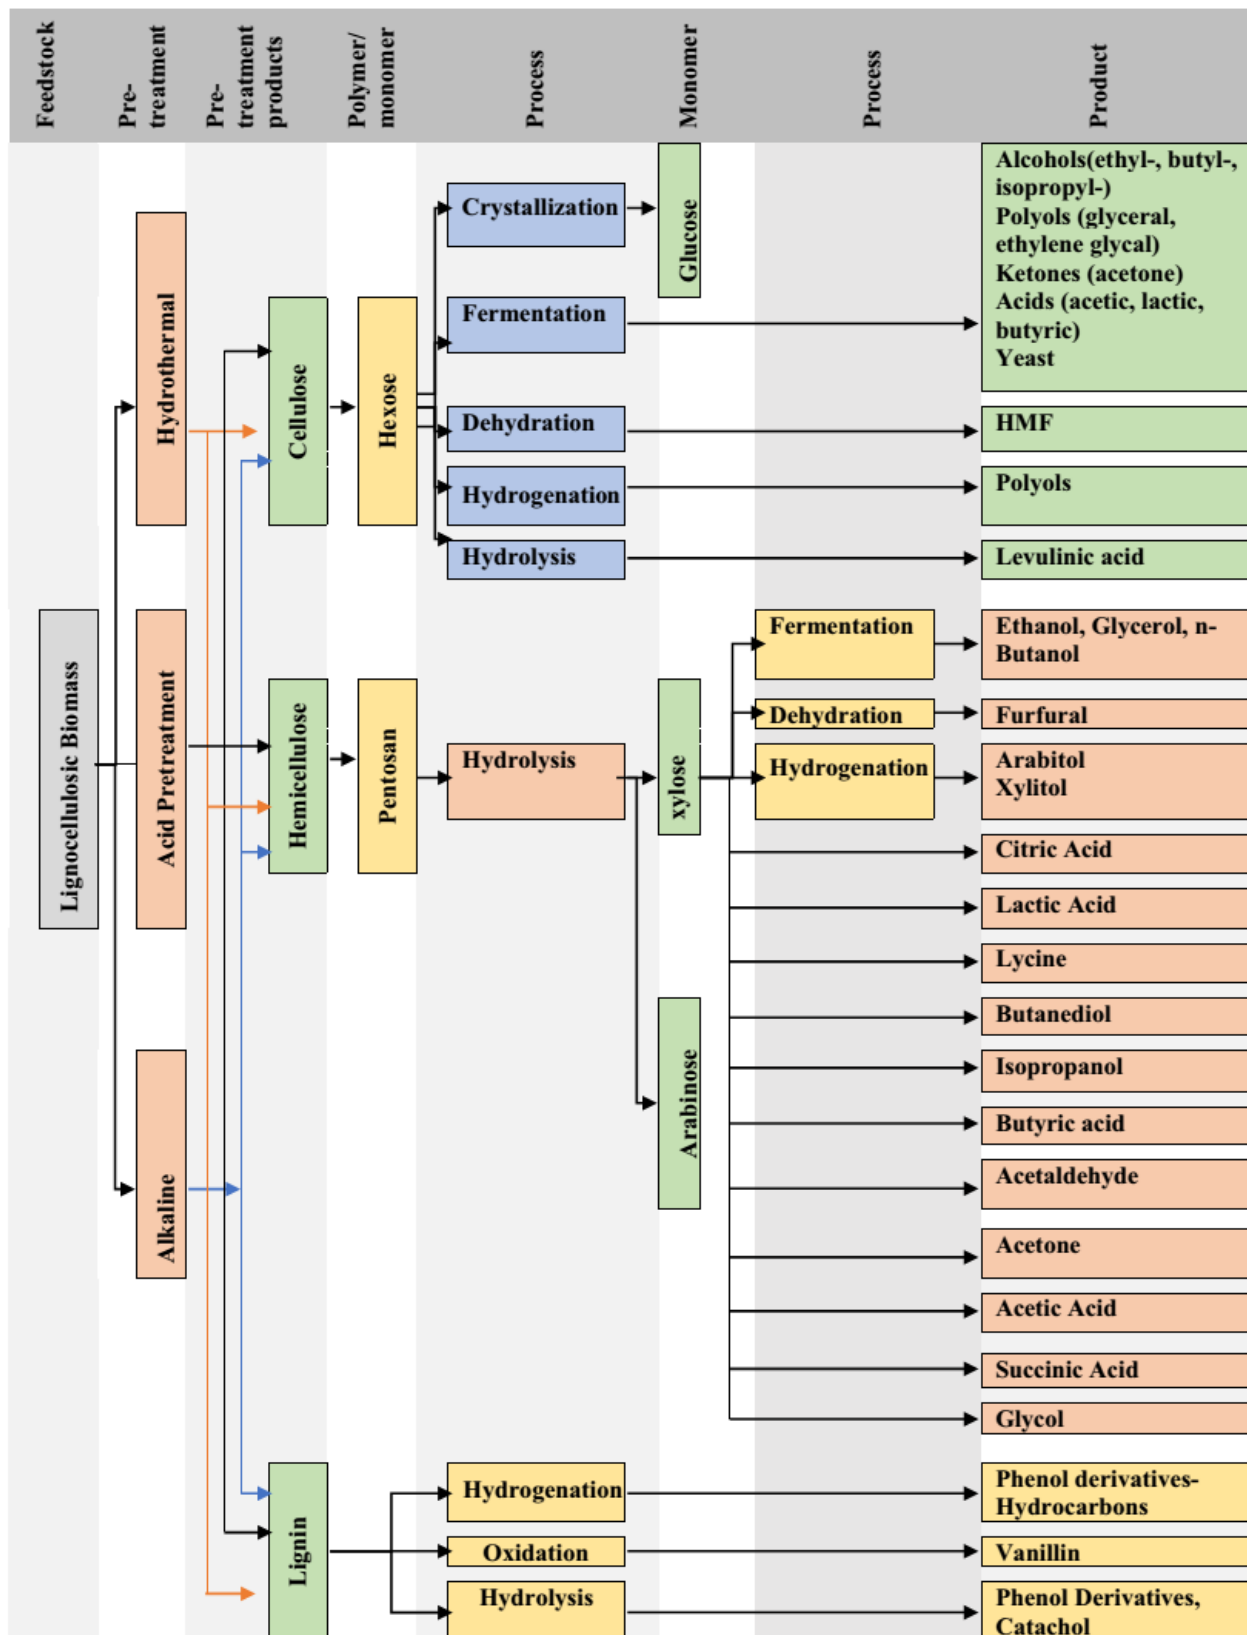 Feedstock
Pre-
treatment
Pre-
treatment
products
Polymer/
monomer
Process
Monomer
Process
Product
Lignocellulosic Biomass
Hydrothermal
Acid Pretreatment
Alkaline
Cellulose
Hemicellulose
Lignin
Hexose
Pentosan
Crystallization
Fermentation
Dehydration
Hydrogenation
Hydrolysis
Hydrolysis
Hydrogenation
Oxidation
Hydrolysis
Glucose
xylose
Arabinose
Fermentation
Dehydration
Hydrogenation
Alcohols(ethyl-, butyl-,
isopropyl-)
Polyols (glyceral,
ethylene glycal)
Ketones (acetone)
Acids (acetic, lactic,
butyric)
Yeast
HMF
Polyols
Levulinic acid
Ethanol, Glycerol, n-
Butanol
Furfural
Arabitol
Xylitol
Citric Acid
Lactic Acid
Lycine
Butanediol
Isopropanol
Butyric acid
Acetaldehyde
Acetone
Acetic Acid
Succinic Acid
Glycol
Phenol derivatives-
Hydrocarbons
Vanillin
Phenol Derivatives,
Catachol